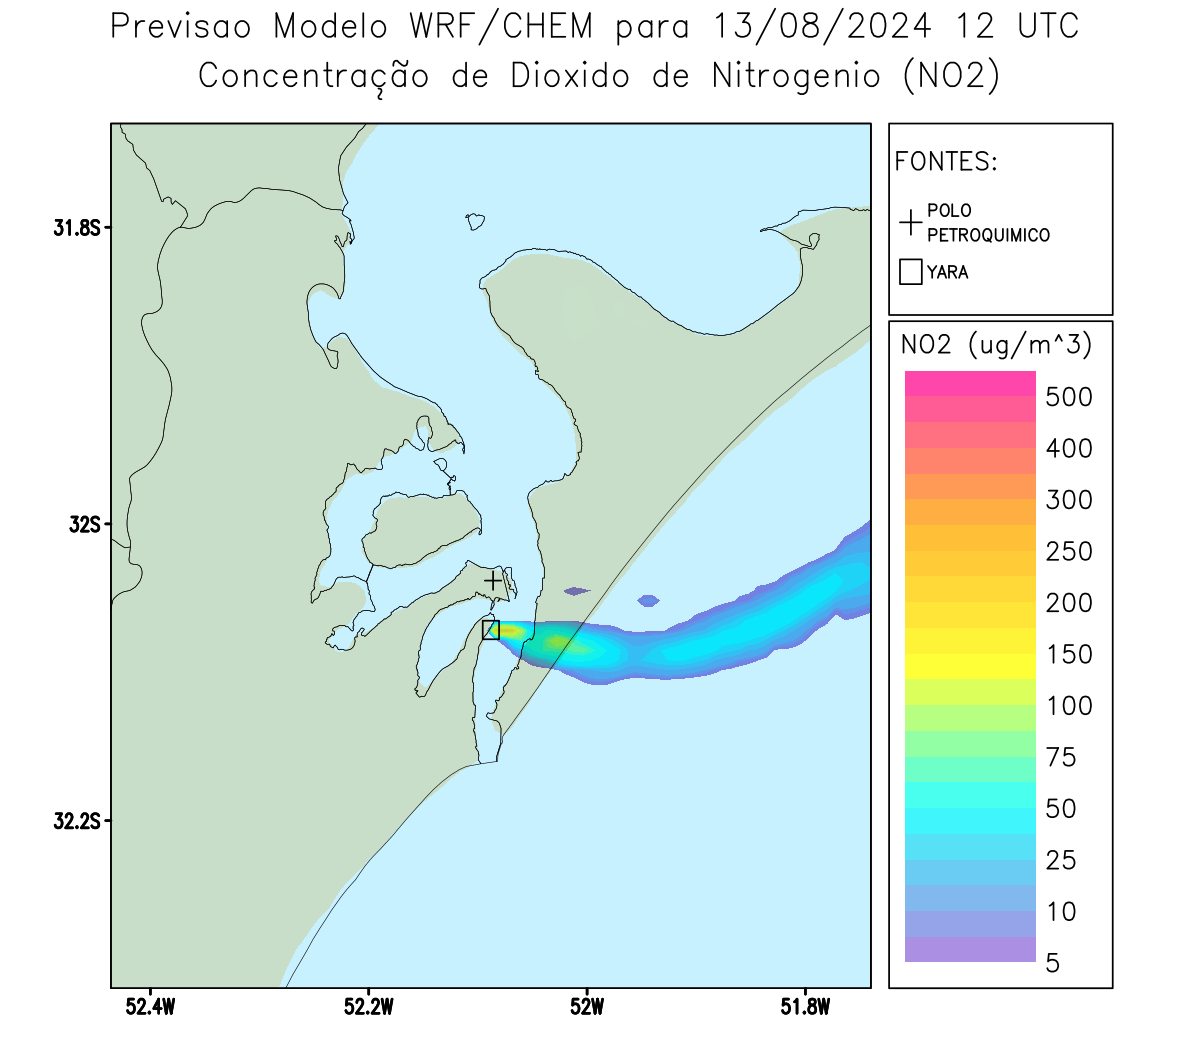 Previsao Modelo WRF/CHEM para 13/08/2024 12 UTC
Concentração de Dioxido de Nitrogenio (NO2)
FONTES:
POLO
PETROQUIMICO
YARA
NO2 (ug/m^3)
500
400
300
250
200
150
100
75
50
25
10
5
31.8S
32S
32.2S
52.4W
52.2W
52W
51.8W